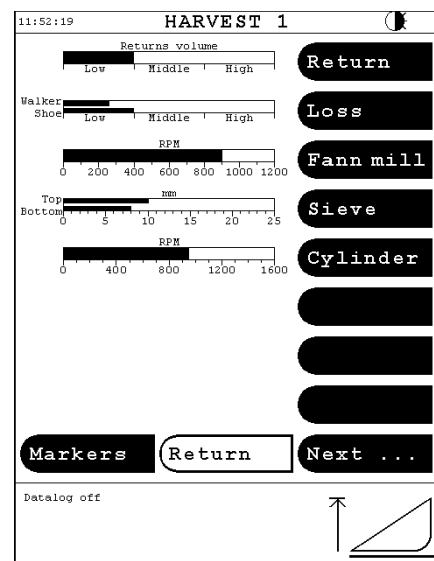 11:52:19 HARVEST 1
Returns volume
Low Middle High
Return
Walker
Shoe
Low Middle High
Loss
RPM
0 200 400 600 800 1000 1200
Fann mill
Top
Bottom
mm
0 5 10 15 20 25
Sieve
RPM
0 400 800 1200 1600
Cylinder
Markers Return Next ...
Datalog off